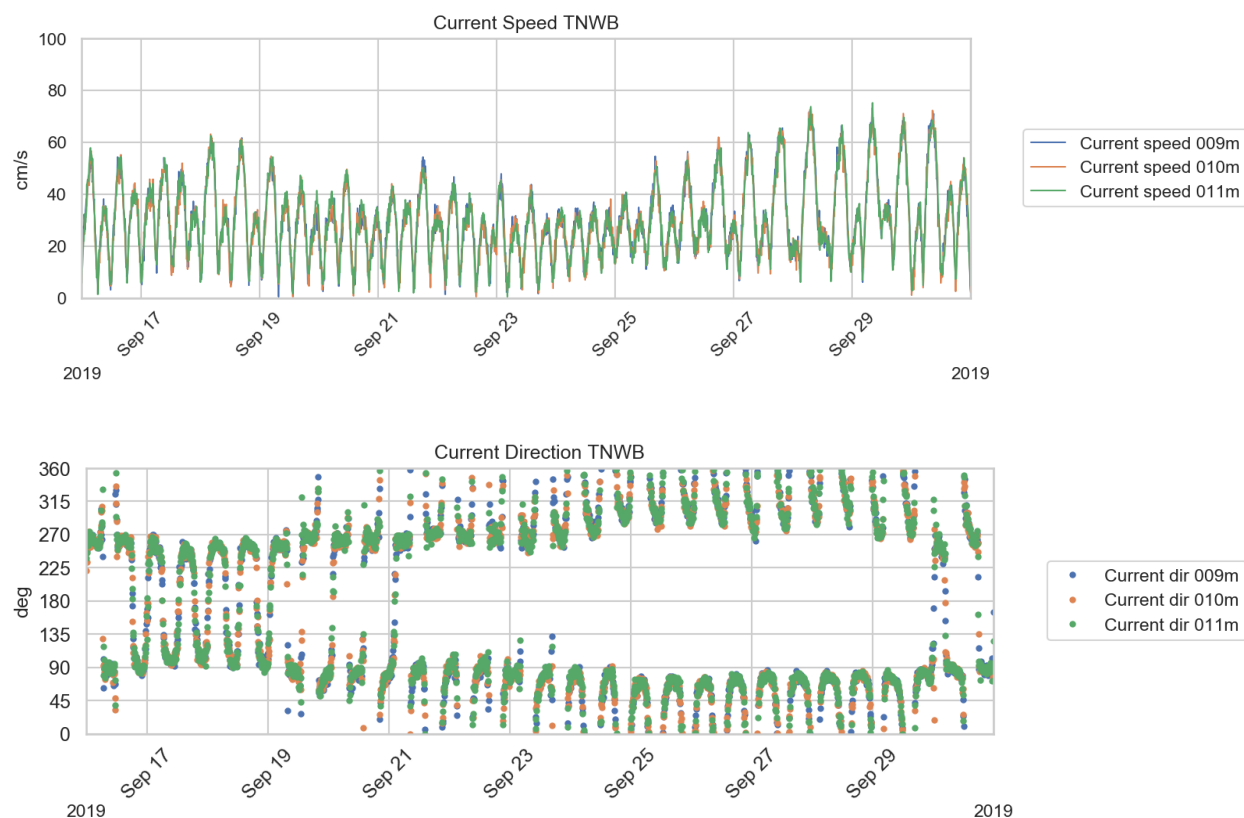 Current Speed TNWB
100
80
60
40
20
0
cm/s
Sep 17
Sep 19
Sep 21
Sep 23
Sep 25
Sep 27
Sep 29
2019
2019
Current speed 009m
Current speed 010m
Current speed 011m
Current Direction TNWB
360
315
270
225
180
135
90
45
0
deg
Sep 17
Sep 19
Sep 21
Sep 23
Sep 25
Sep 27
Sep 29
2019
2019
Current dir 009m
Current dir 010m
Current dir 011m